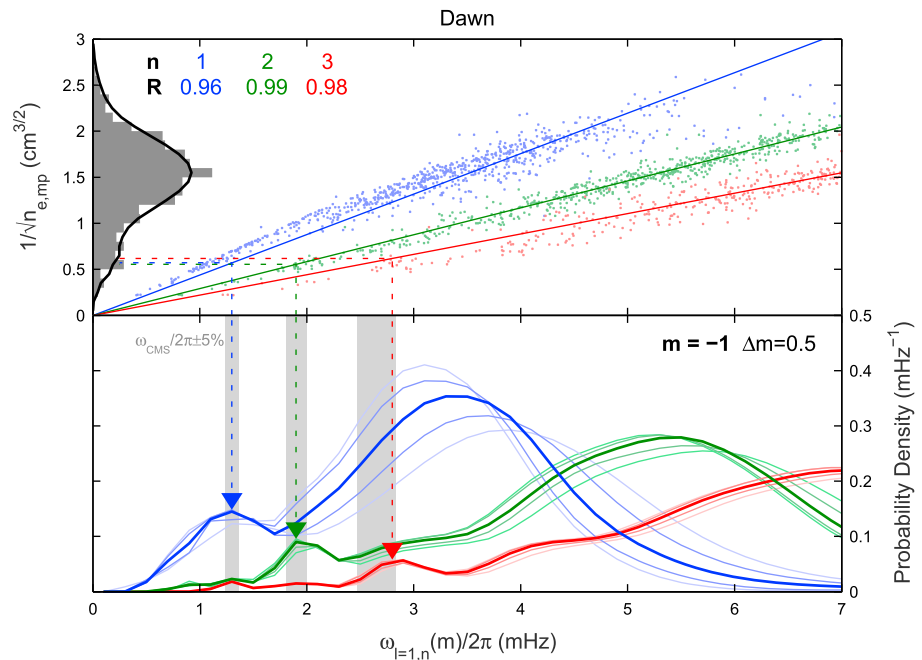 Dawn
3
2.5
2
1.5
1
0.5
0
1/√n e,mp (cm 3/2)
n 1 2 3
R 0.96 0.99 0.98
ω CMS/2π±5%
m = −1 Δm=0.5
0.5
0.4
0.3
0.2
0.1
0
Probability Density (mHz −1)
0 1 2 3 4 5 6 7
ω l=1,n(m)/2π (mHz)